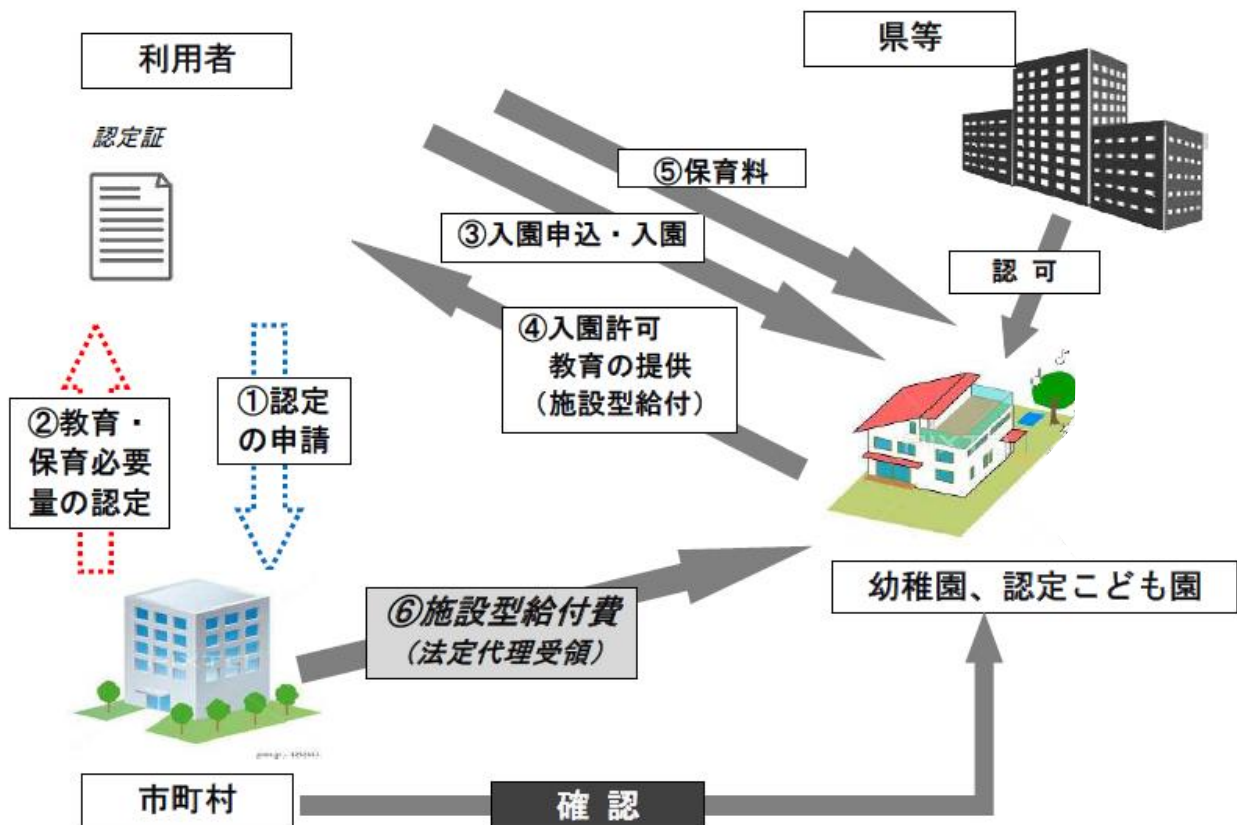 利用者
県等
認定証
⑤保育料
③入園申込・入園
認 可
④入園許可
教育の提供
(施設型給付)
①認定
の申請
②教育・
保育必要
量の認定
幼稚園、認定こども園
⑥施設型給付費
(法定代理受領)
市町村
確 認